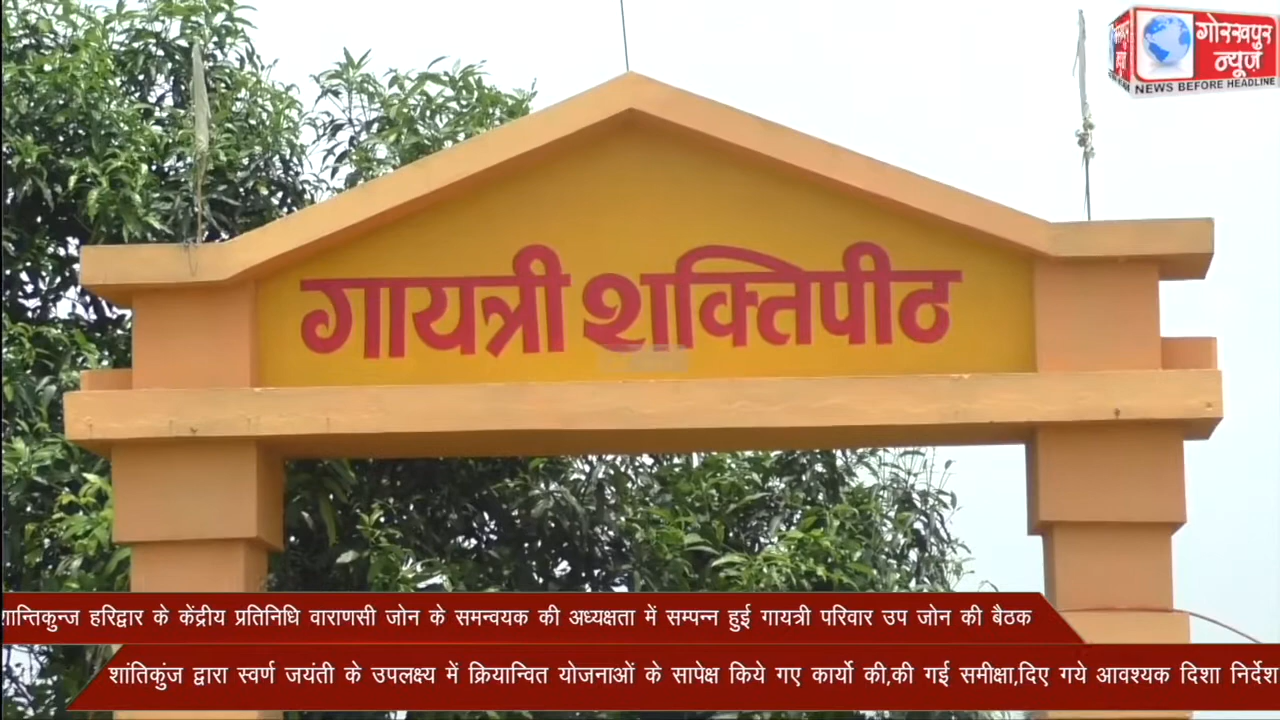 गोरखपुर
न्यूज़
NEWS BEFORE HEADLINE
गायत्री शक्तिपीठ
शान्तिकुन्ज हरिद्वार के केंद्रीय प्रतिनिधि वाराणसी जोन के समन्वयक की अध्यक्षता में सम्पन्न हुई गायत्री परिवार उप जोन की बैठक
शांतिकुंज द्वारा स्वर्ण जयंती के उपलक्ष्य में क्रियान्वित योजनाओं के सापेक्ष किये गए कार्यो की,की गई समीक्षा,दिए गये आवश्यक दिशा निर्देश